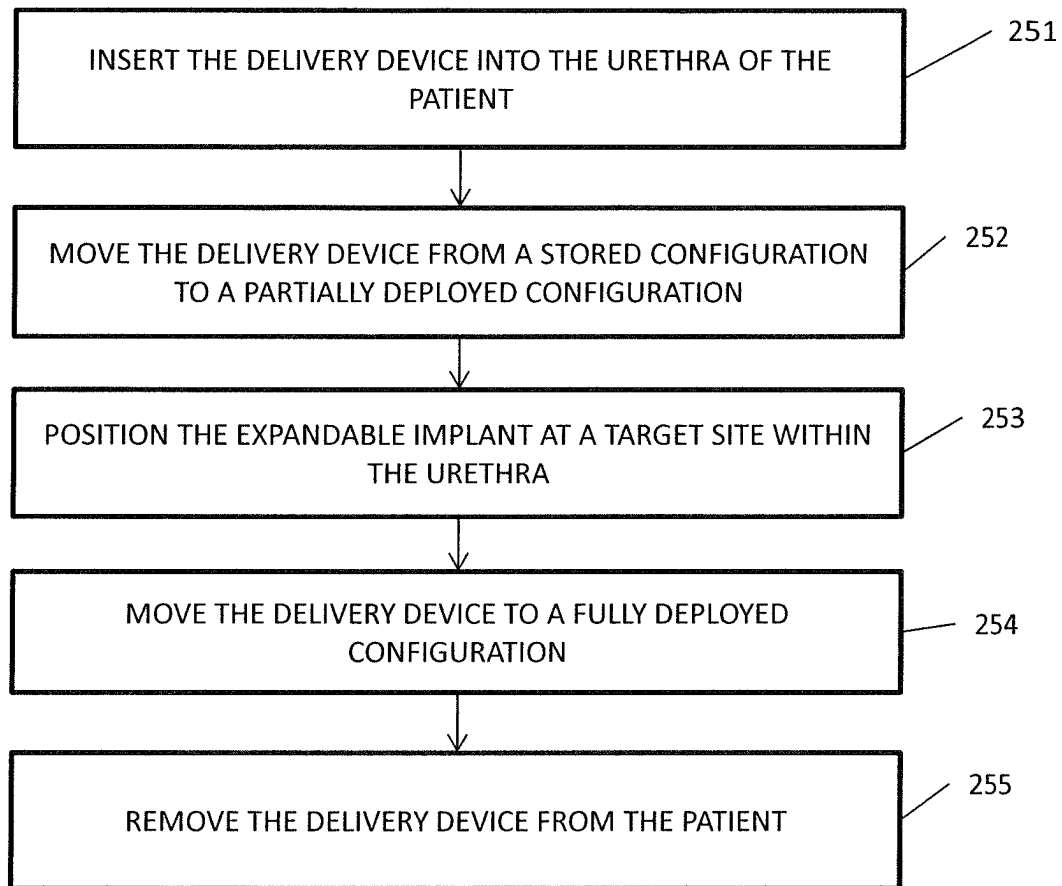 251
INSERT THE DELIVERY DEVICE INTO THE URETHRA OF THE
PATIENT
252
MOVE THE DELIVERY DEVICE FROM A STORED CONFIGURATION
TO A PARTIALLY DEPLOYED CONFIGURATION
253
POSITION THE EXPANDABLE IMPLANT AT A TARGET SITE WITHIN
THE URETHRA
254
MOVE THE DELIVERY DEVICE TO A FULLY DEPLOYED
CONFIGURATION
255
REMOVE THE DELIVERY DEVICE FROM THE PATIENT